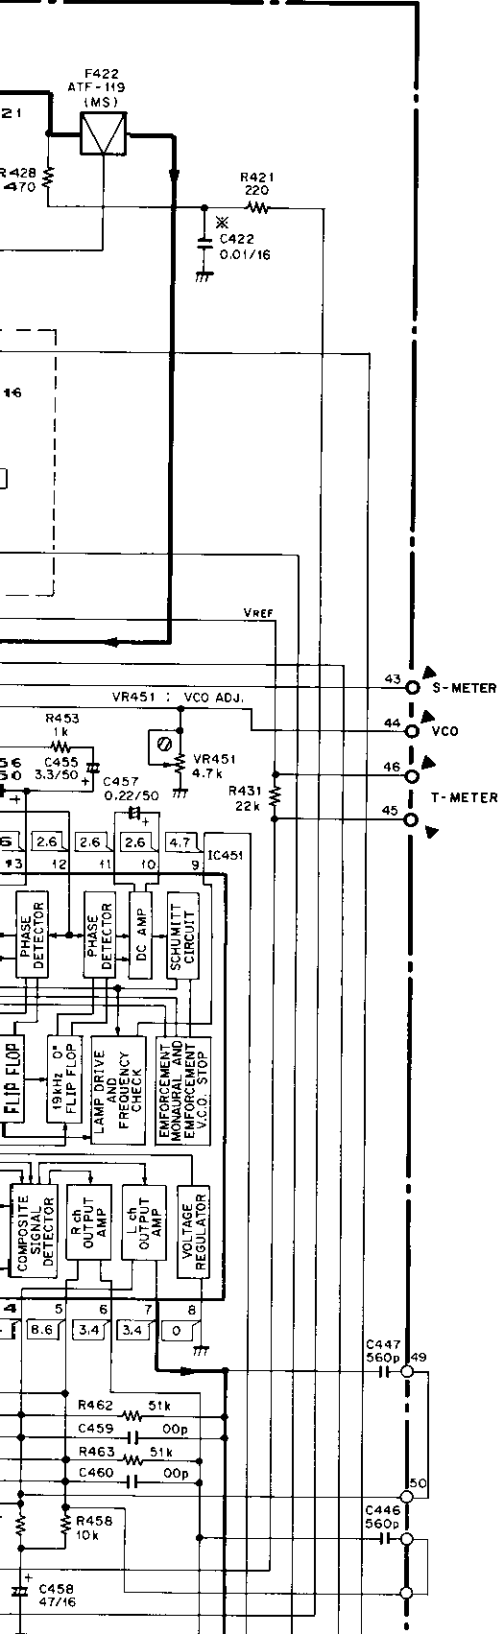 F422
ATF-119
(MS)
21
R428
470
R421
220
※
C422
0.01/16
16
VREF
43
S-METER
VR451 : VCO ADJ.
44
VCO
R453
1k
46
C455
3.3/50
VR451
4.7k
C457
0.22/50
R431
22k
T-METER
45
2.6
2.6
2.6
4.7
IC451
13
12
11
10
9
PHASE
DETECTOR
PHASE
DETECTOR
DC AMP
SCHUMITT
CIRCUIT
FLIP FLOP
19kHz 0°
FLIP FLOP
LAMP DRIVE
AND
FREQUENCY
CHECK
EMFORCEMENT
MONAURAL AND
EMFORCEMENT
V.C.O. STOP
COMPOSITE
SIGNAL
DETECTOR
R ch
OUTPUT
AMP
L ch
OUTPUT
AMP
VOLTAGE
REGULATOR
4
5
6
7
8
8.6
3.4
3.4
0
C447
560p
49
R462
51k
C459
00p
R463
51k
C460
00p
50
C446
560p
R458
10k
C458
47/16